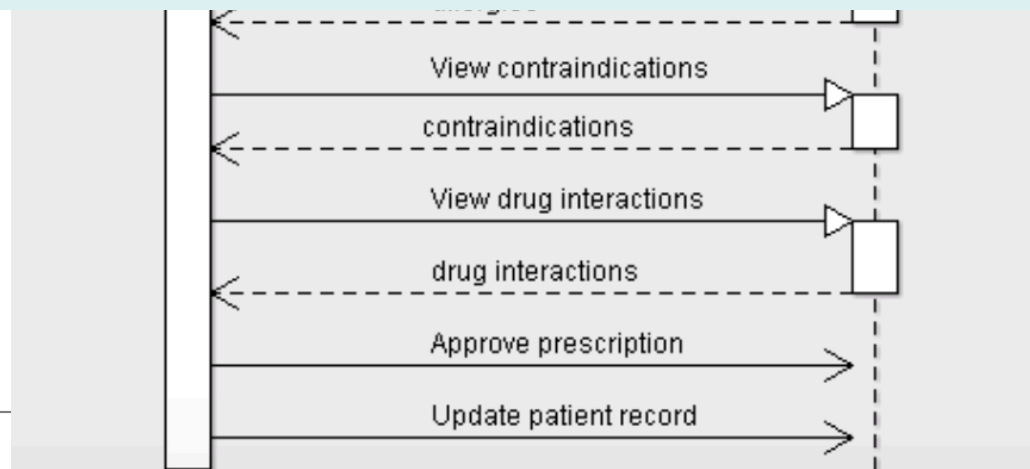 View contraindications
contraindications
View drug interactions
drug interactions
Approve prescription
Update patient record